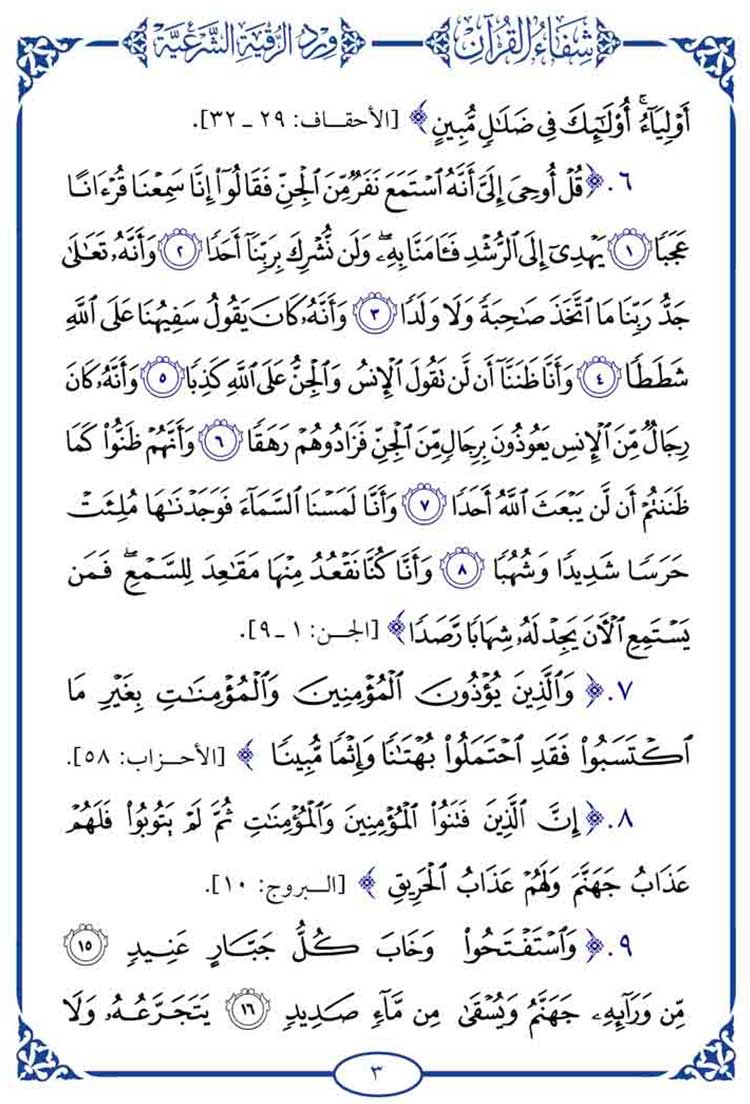 شِفَاءُ القُرْآنِ
وِرْدُ الرُّقْيَةِ الشَّرْعِيَّةِ
أَوْلِيَآءُۚ أُوْلَـٰٓئِكَ فِى ضَلَـٰلٍ مُّبِينٍ ﴾ [الأحقاف: ٢٩ ـ ٣٢].
٦. ﴿ قُلْ أُوحِىَ إِلَىَّ أَنَّهُ ٱسْتَمَعَ نَفَرٌ مِّنَ ٱلْجِنِّ فَقَالُوٓا۟ إِنَّا سَمِعْنَا قُرْءَانًا
عَجَبًا ١ يَهْدِىٓ إِلَى ٱلرُّشْدِ فَـَٔامَنَّا بِهِۦۖ وَلَن نُّشْرِكَ بِرَبِّنَآ أَحَدًا ٢ وَأَنَّهُۥ تَعَـٰلَىٰ
جَدُّ رَبِّنَا مَا ٱتَّخَذَ صَـٰحِبَةً وَلَا وَلَدًا ٣ وَأَنَّهُۥ كَانَ يَقُولُ سَفِيهُنَا عَلَى ٱللَّهِ
شَطَطًا ٤ وَأَنَّا ظَنَنَّآ أَن لَّن تَقُولَ ٱلْإِنسُ وَٱلْجِنُّ عَلَى ٱللَّهِ كَذِبًا ٥ وَأَنَّهُۥ كَانَ
رِجَالٌ مِّنَ ٱلْإِنسِ يَعُوذُونَ بِرِجَالٍ مِّنَ ٱلْجِنِّ فَزَادُوهُمْ رَهَقًا ٦ وَأَنَّهُمْ ظَنُّوا۟ كَمَا
ظَنَنتُمْ أَن لَّن يَبْعَثَ ٱللَّهُ أَحَدًا ٧ وَأَنَّا لَمَسْنَا ٱلسَّمَآءَ فَوَجَدْنَـٰهَا مُلِئَتْ
حَرَسًا شَدِيدًا وَشُهُبًا ٨ وَأَنَّا كُنَّا نَقْعُدُ مِنْهَا مَقَـٰعِدَ لِلسَّمْعِۖ فَمَن
يَسْتَمِعِ ٱلْـَٔانَ يَجِدْ لَهُۥ شِهَابًا رَّصَدًا ﴾ [الجن: ١ ـ ٩].
٧. ﴿ وَٱلَّذِينَ يُؤْذُونَ ٱلْمُؤْمِنِينَ وَٱلْمُؤْمِنَـٰتِ بِغَيْرِ مَا
ٱكْتَسَبُوا۟ فَقَدِ ٱحْتَمَلُوا۟ بُهْتَـٰنًا وَإِثْمًا مُّبِينًا ﴾ [الأحزاب: ٥٨].
٨. ﴿ إِنَّ ٱلَّذِينَ فَتَنُوا۟ ٱلْمُؤْمِنِينَ وَٱلْمُؤْمِنَـٰتِ ثُمَّ لَمْ يَتُوبُوا۟ فَلَهُمْ
عَذَابُ جَهَنَّمَ وَلَهُمْ عَذَابُ ٱلْحَرِيقِ ﴾ [البروج: ١٠].
٩. ﴿ وَٱسْتَفْتَحُوا۟ وَخَابَ كُلُّ جَبَّارٍ عَنِيدٍ ١٥
مِّن وَرَآئِهِۦ جَهَنَّمُ وَيُسْقَىٰ مِن مَّآءٍ صَدِيدٍ ١٦ يَتَجَرَّعُهُۥ وَلَا
٣